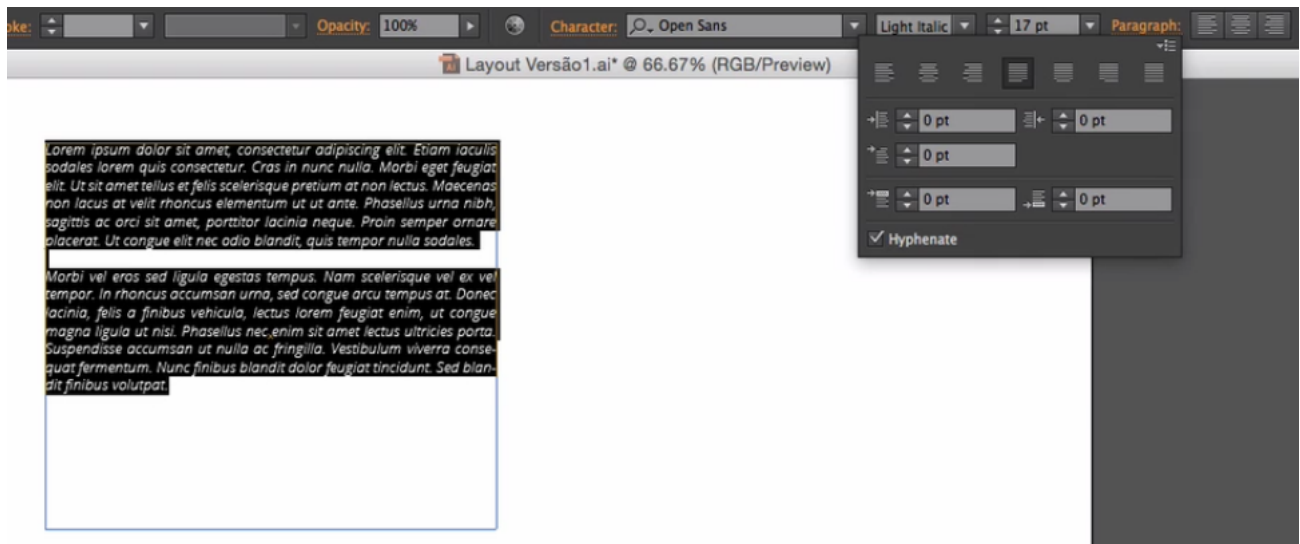 oke: Opacity: 100% Character: Open Sans Light Italic 17 pt Paragraph:
Layout Versão1.ai* @ 66.67% (RGB/Preview)
0 pt 0 pt
0 pt
0 pt 0 pt
Hyphenate
Lorem ipsum dolor sit amet, consectetur adipiscing elit. Etiam iaculis
sodales lorem quis consectetur. Cras in nunc nulla. Morbi eget feugiat
elit. Ut sit amet tellus et felis scelerisque pretium at non lectus. Maecenas
non lacus at velit rhoncus elementum ut ut ante. Phasellus urna nibh,
sagittis ac orci sit amet, porttitor lacinia neque. Proin semper ornare
placerat. Ut congue elit nec odio blandit, quis tempor nulla sodales.
Morbi vel eros sed ligula egestas tempus. Nam scelerisque vel ex vel
tempor. In rhoncus accumsan urna, sed congue arcu tempus at. Donec
lacinia, felis a finibus vehicula, lectus lorem feugiat enim, ut congue
magna ligula ut nisi. Phasellus nec enim sit amet lectus ultricies porta.
Suspendisse accumsan ut nulla ac fringilla. Vestibulum viverra conse-
quat fermentum. Nunc finibus blandit dolor feugiat tincidunt. Sed blan-
dit finibus volutpat.